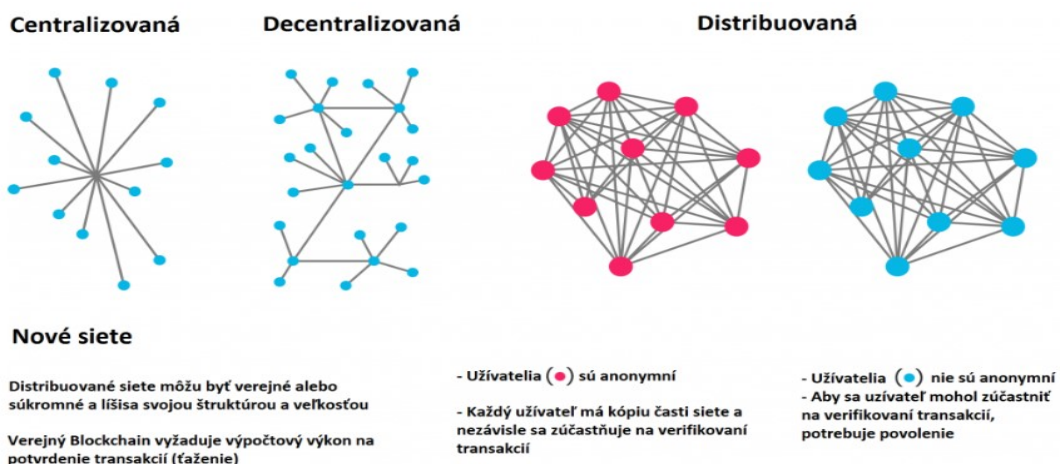 Centralizovaná
Decentralizovaná
Distribuovaná
Nové siete
Distribuované siete môžu byť verejné alebo
súkromné a líšisa svojou štruktúrou a veľkosťou
Verejný Blockchain vyžaduje výpočtový výkon na
potvrdenie transakcií (ťaženie)
- Užívatelia ( ) sú anonymní
- Každý užívateľ má kópiu časti siete a
nezávisle sa zúčastňuje na verifikovaní
transakcií
- Užívatelia ( ) nie sú anonymní
- Aby sa uzívateľ mohol zúčastniť
na verifikovaní transakcií,
potrebuje povolenie